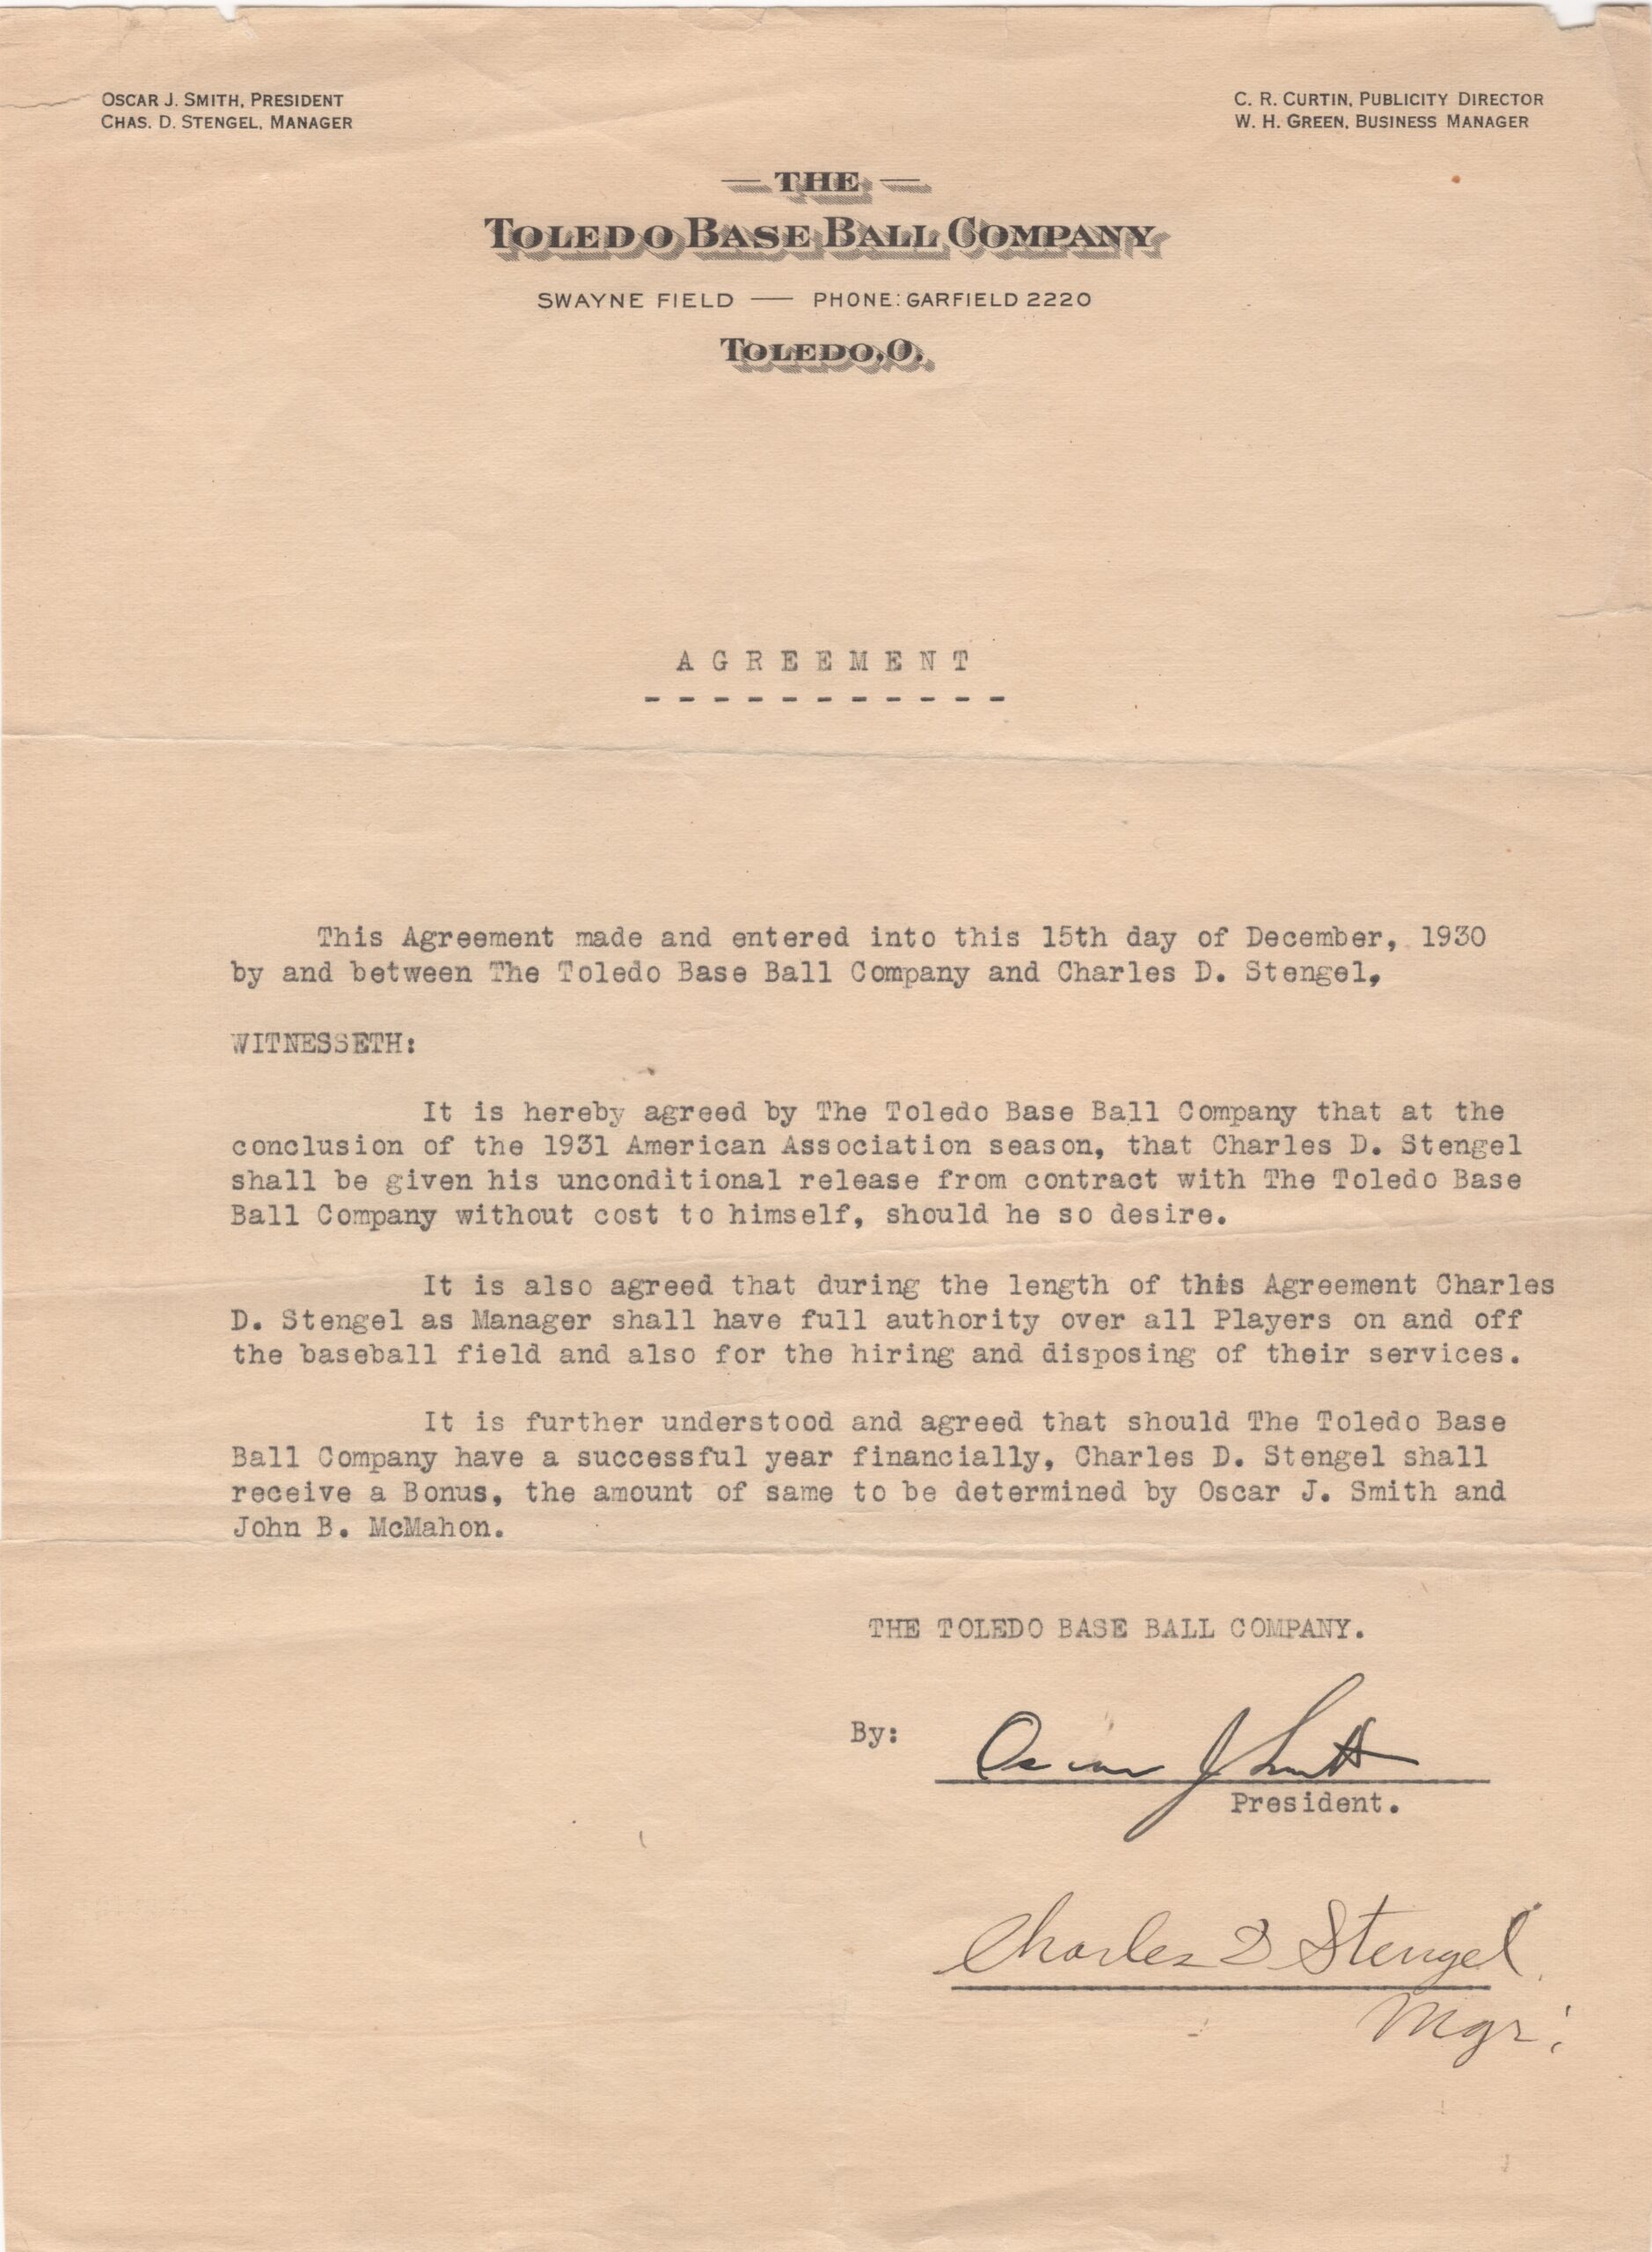 OSCAR J. SMITH, PRESIDENT
CHAS. D. STENGEL, MANAGER
C. R. CURTIN, PUBLICITY DIRECTOR
W. H. GREEN, BUSINESS MANAGER
— THE —
TOLEDO BASE BALL COMPANY
SWAYNE FIELD — PHONE: GARFIELD 2220
TOLEDO, O.
A G R E E M E N T
- - - - - - - - - - -
This Agreement made and entered into this 15th day of December, 1930
by and between The Toledo Base Ball Company and Charles D. Stengel,
WITNESSETH:
It is hereby agreed by The Toledo Base Ball Company that at the
conclusion of the 1931 American Association season, that Charles D. Stengel
shall be given his unconditional release from contract with The Toledo Base
Ball Company without cost to himself, should he so desire.
It is also agreed that during the length of this Agreement Charles
D. Stengel as Manager shall have full authority over all Players on and off
the baseball field and also for the hiring and disposing of their services.
It is further understood and agreed that should The Toledo Base
Ball Company have a successful year financially, Charles D. Stengel shall
receive a Bonus, the amount of same to be determined by Oscar J. Smith and
John B. McMahon.
THE TOLEDO BASE BALL COMPANY.
By: Oscar J Smith
President.
Charles D Stengel
Mgr.